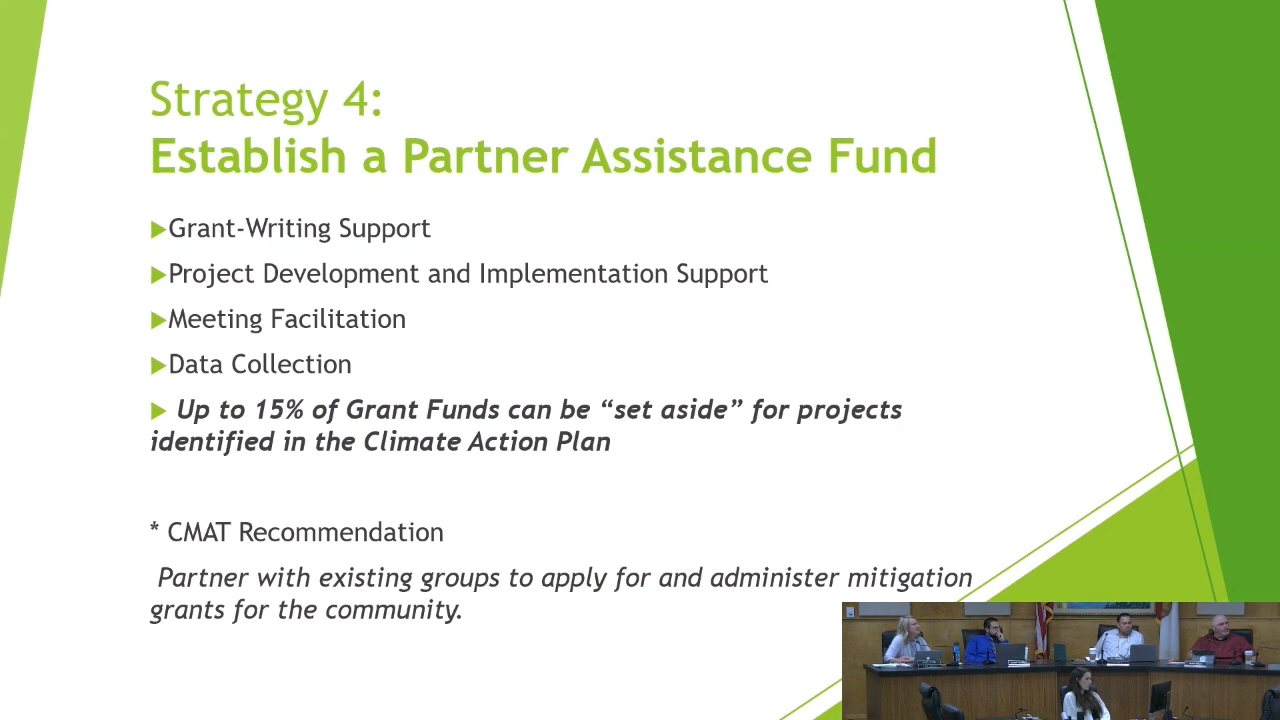 Strategy 4:
Establish a Partner Assistance Fund
Grant-Writing Support
Project Development and Implementation Support
Meeting Facilitation
Data Collection
Up to 15% of Grant Funds can be “set aside” for projects
identified in the Climate Action Plan
* CMAT Recommendation
Partner with existing groups to apply for and administer mitigation
grants for the community.